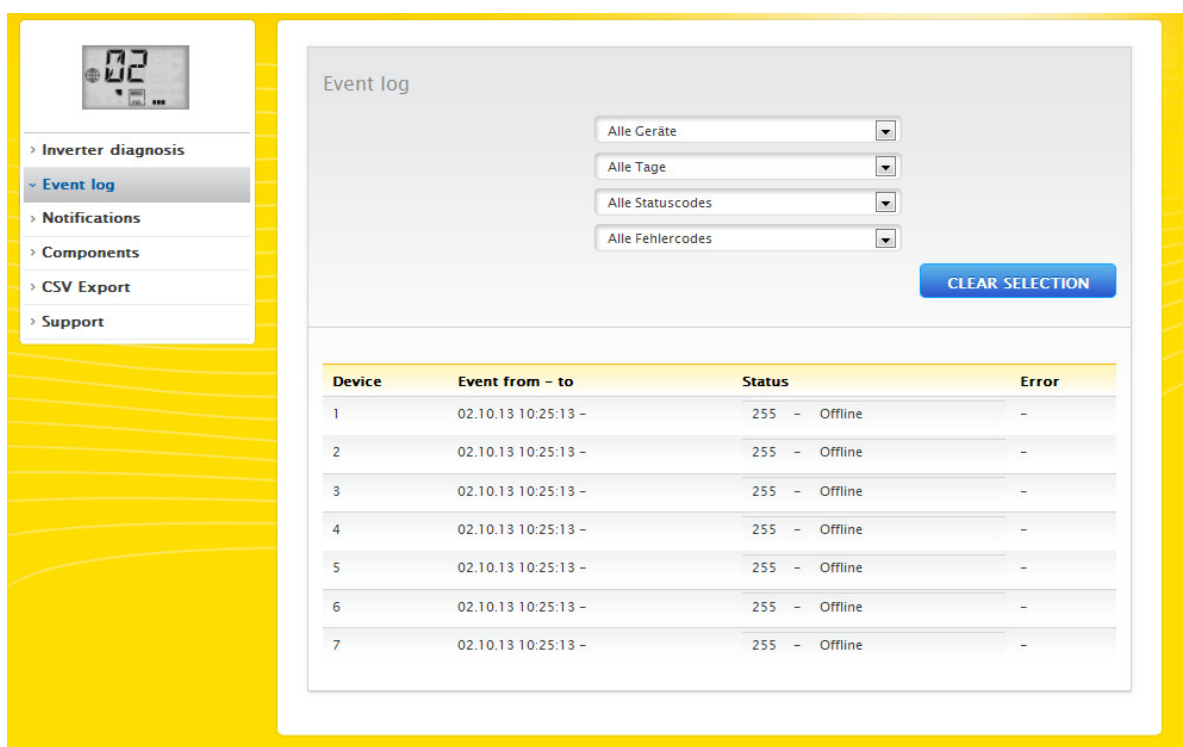 02
Inverter diagnosis
Event log
Notifications
Components
CSV Export
Support
Event log
Alle Geräte
Alle Tage
Alle Statuscodes
Alle Fehlercodes
CLEAR SELECTION
Device Event from – to Status Error
1 02.10.13 10:25:13 – 255 – Offline –
2 02.10.13 10:25:13 – 255 – Offline –
3 02.10.13 10:25:13 – 255 – Offline –
4 02.10.13 10:25:13 – 255 – Offline –
5 02.10.13 10:25:13 – 255 – Offline –
6 02.10.13 10:25:13 – 255 – Offline –
7 02.10.13 10:25:13 – 255 – Offline –